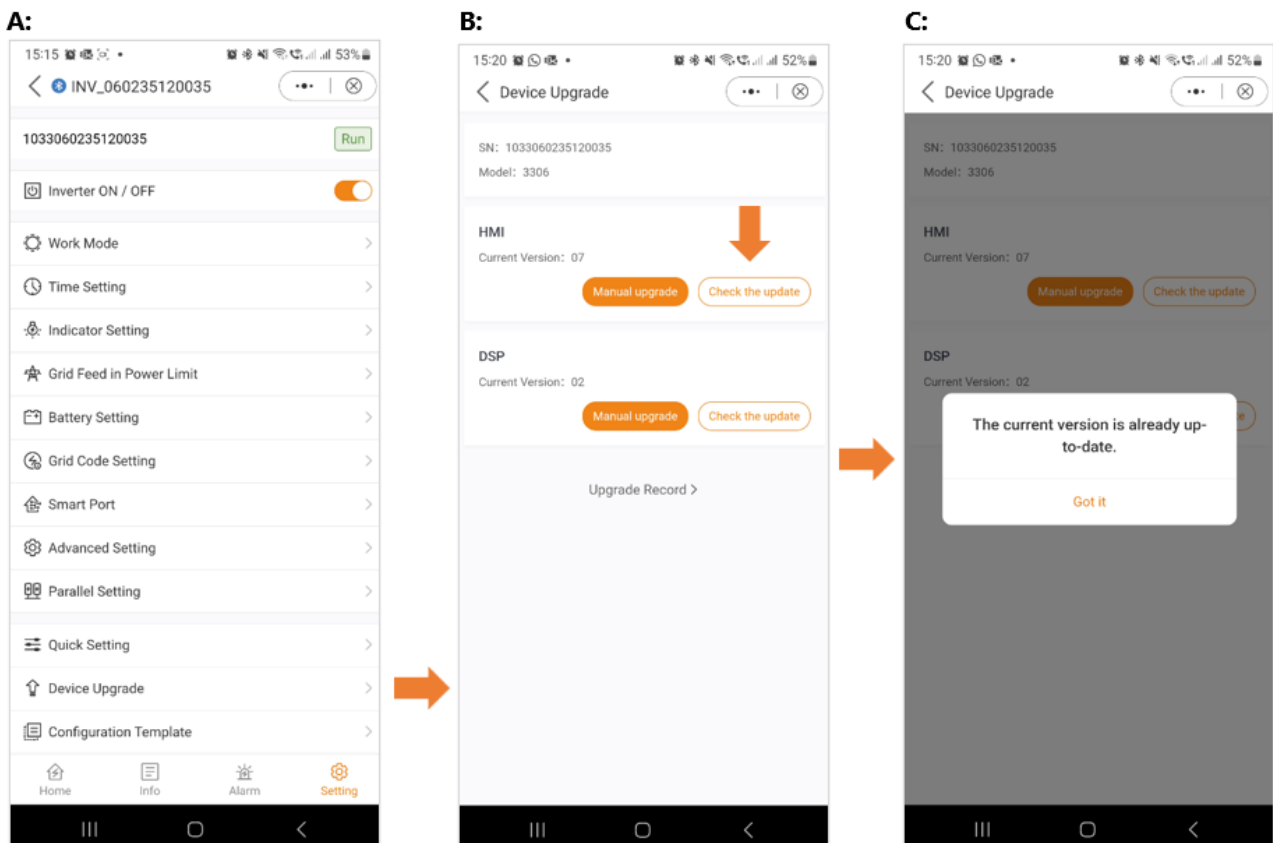 A:
15:15
53%
INV_060235120035
1033060235120035
Run
Inverter ON / OFF
Work Mode
Time Setting
Indicator Setting
Grid Feed in Power Limit
Battery Setting
Grid Code Setting
Smart Port
Advanced Setting
Parallel Setting
Quick Setting
Device Upgrade
Configuration Template
Home Info Alarm Setting
B:
15:20
52%
Device Upgrade
SN: 1033060235120035
Model: 3306
HMI
Current Version: 07
Manual upgrade Check the update
DSP
Current Version: 02
Manual upgrade Check the update
Upgrade Record >
C:
15:20
52%
Device Upgrade
SN: 1033060235120035
Model: 3306
HMI
Current Version: 07
Manual upgrade Check the update
DSP
Current Version: 02
The current version is already up-
to-date.
Got it